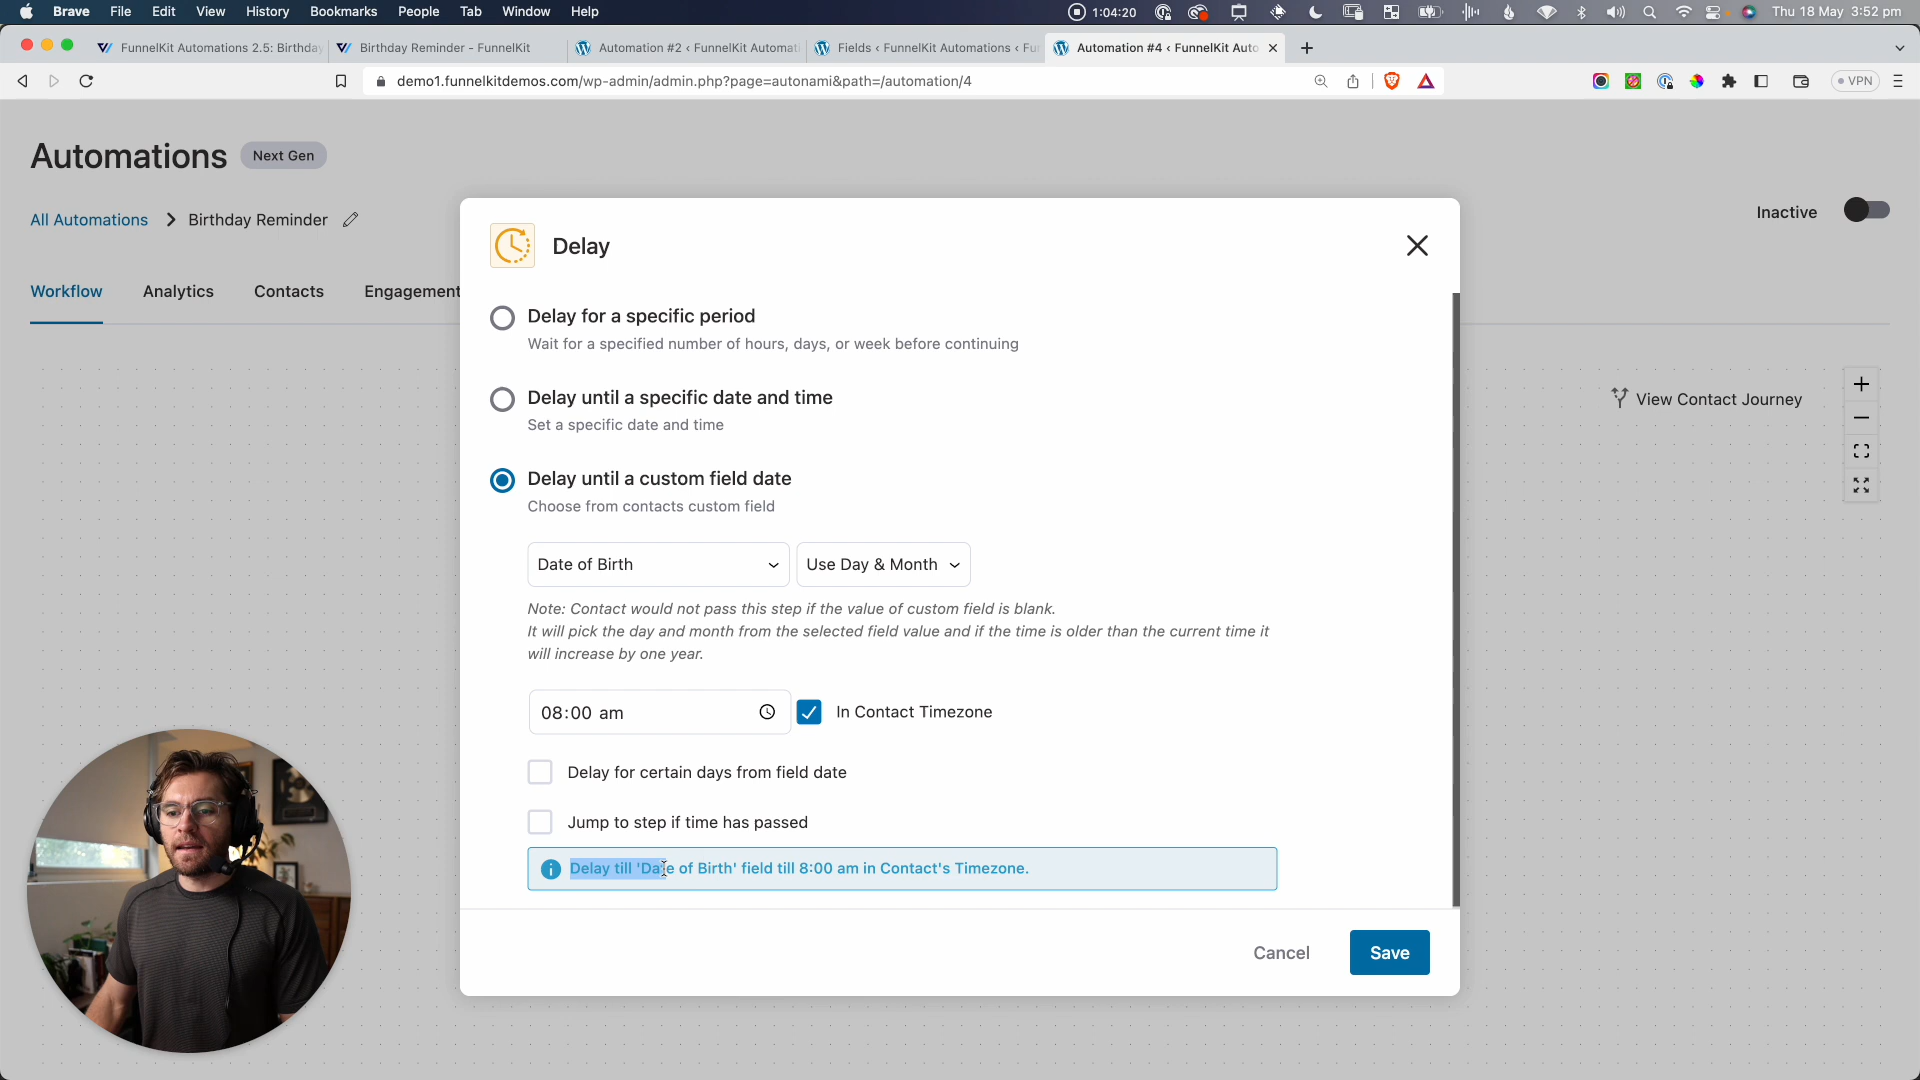 Brave File Edit View History Bookmarks People Tab Window Help 1:04:20 Thu 18 May 3:52 pm
FunnelKit Automations 2.5: Birthday
Birthday Reminder - FunnelKit
Automation #2 ‹ FunnelKit Automati
Fields ‹ FunnelKit Automations ‹ Fu
Automation #4 ‹ FunnelKit Auto
demo1.funnelkitdemos.com/wp-admin/admin.php?page=autonami&path=/automation/4
VPN
Automations Next Gen
All Automations > Birthday Reminder
Inactive
Workflow Analytics Contacts Engagement
View Contact Journey
Delay
Delay for a specific period
Wait for a specified number of hours, days, or week before continuing
Delay until a specific date and time
Set a specific date and time
Delay until a custom field date
Choose from contacts custom field
Date of Birth Use Day & Month
Note: Contact would not pass this step if the value of custom field is blank.
It will pick the day and month from the selected field value and if the time is older than the current time it
will increase by one year.
08:00 am In Contact Timezone
Delay for certain days from field date
Jump to step if time has passed
Delay till 'Date of Birth' field till 8:00 am in Contact's Timezone.
Cancel Save